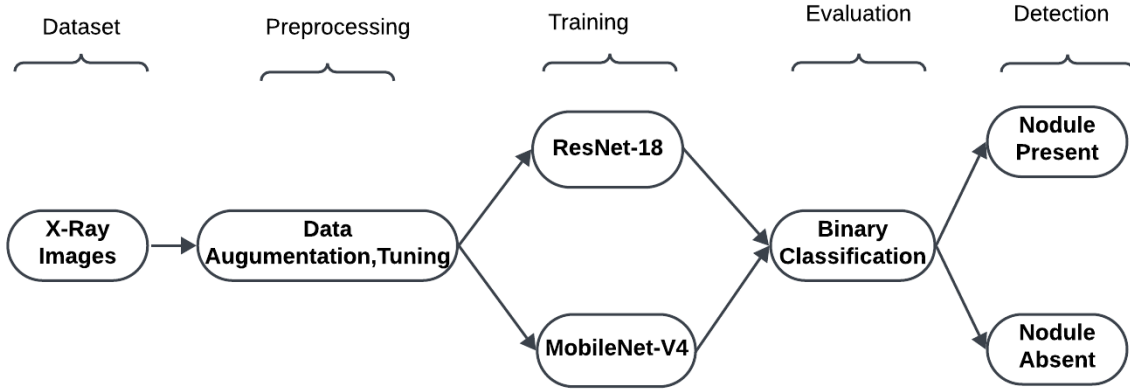 Dataset
Preprocessing
Training
Evaluation
Detection
X-Ray
Images
Data
Augumentation,Tuning
ResNet-18
MobileNet-V4
Binary
Classification
Nodule
Present
Nodule
Absent